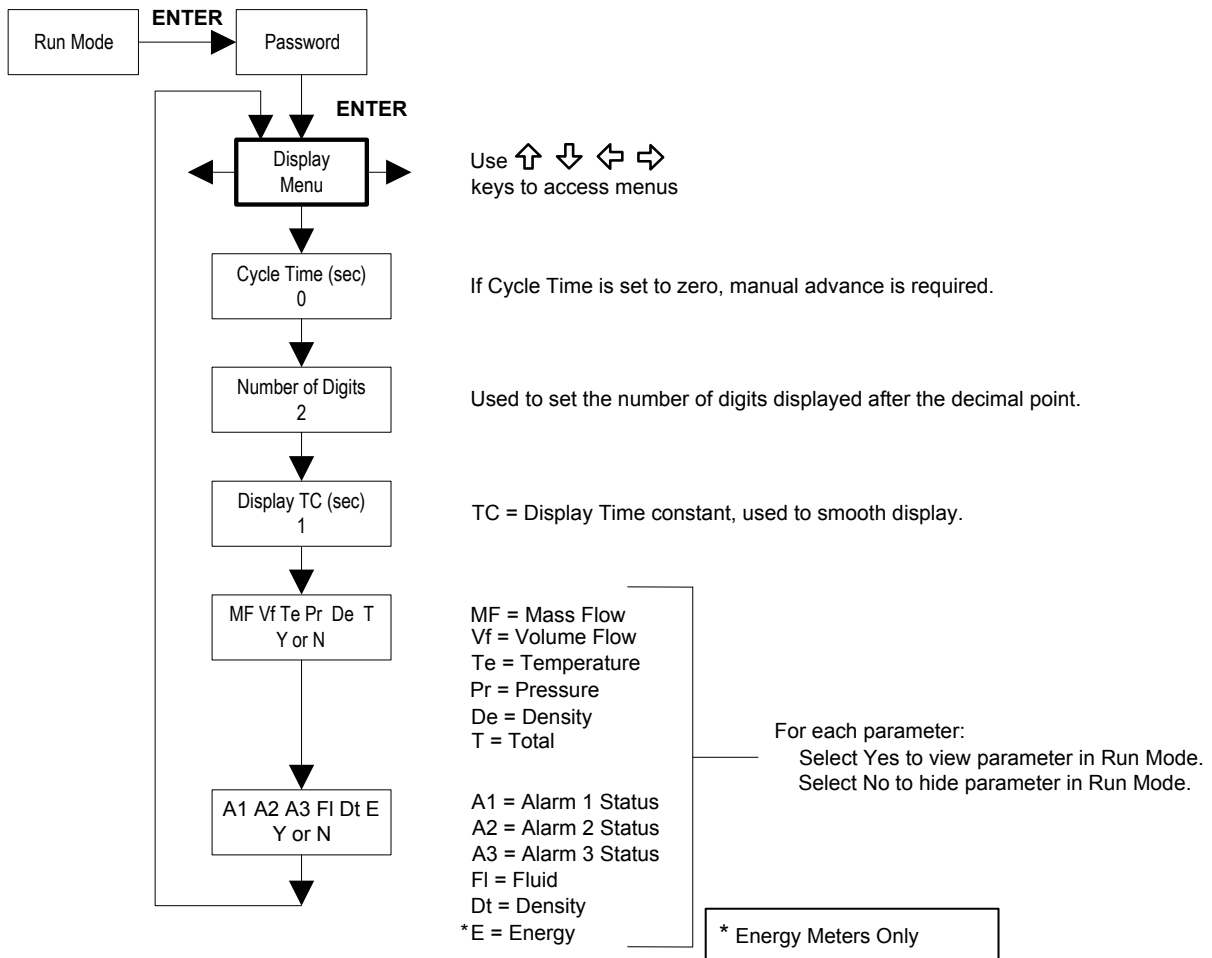 ENTER
Run Mode
Password
ENTER
Display
Menu
Use
keys to access menus
Cycle Time (sec)
0
If Cycle Time is set to zero, manual advance is required.
Number of Digits
2
Used to set the number of digits displayed after the decimal point.
Display TC (sec)
1
TC = Display Time constant, used to smooth display.
MF Vf Te Pr De T
Y or N
MF = Mass Flow
Vf = Volume Flow
Te = Temperature
Pr = Pressure
De = Density
T = Total
For each parameter:
Select Yes to view parameter in Run Mode.
Select No to hide parameter in Run Mode.
A1 A2 A3 Fl Dt E
Y or N
A1 = Alarm 1 Status
A2 = Alarm 2 Status
A3 = Alarm 3 Status
Fl = Fluid
Dt = Density
*E = Energy
* Energy Meters Only